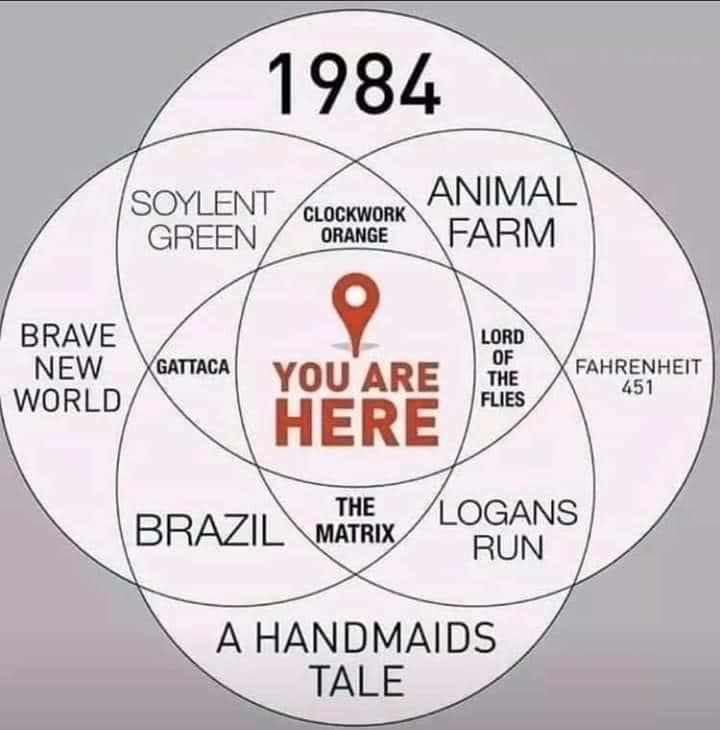 1984
SOYLENT
GREEN
CLOCKWORK
ORANGE
ANIMAL
FARM
BRAVE
NEW
WORLD
GATTACA
YOU ARE
HERE
LORD
OF
THE
FLIES
FAHRENHEIT
451
BRAZIL
THE
MATRIX
LOGANS
RUN
A HANDMAIDS
TALE